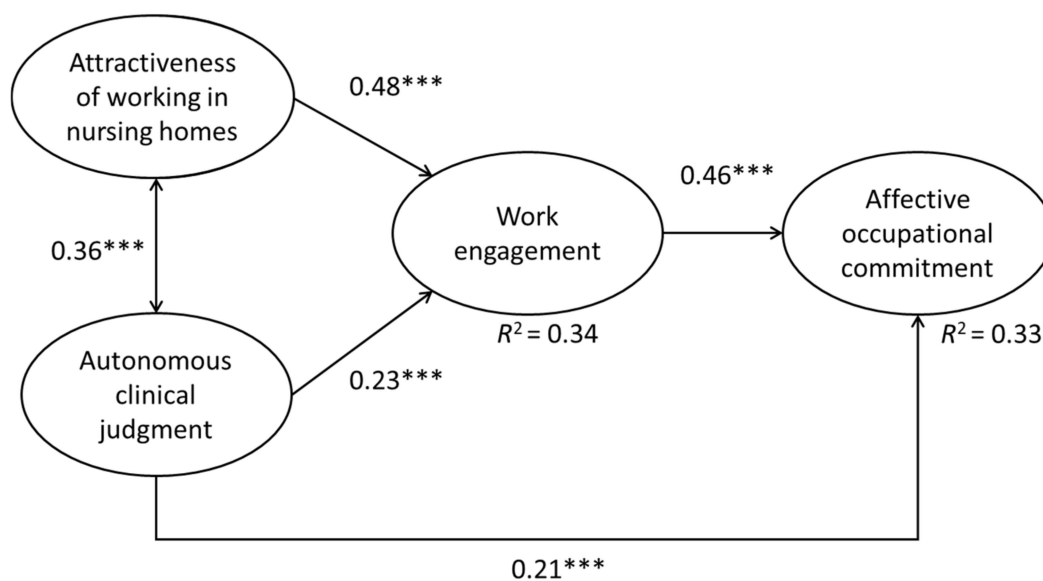 Attractiveness
of working in
nursing homes
0.48***
0.36***
Work
engagement
R² = 0.34
0.46***
Affective
occupational
commitment
R² = 0.33
Autonomous
clinical
judgment
0.23***
0.21***